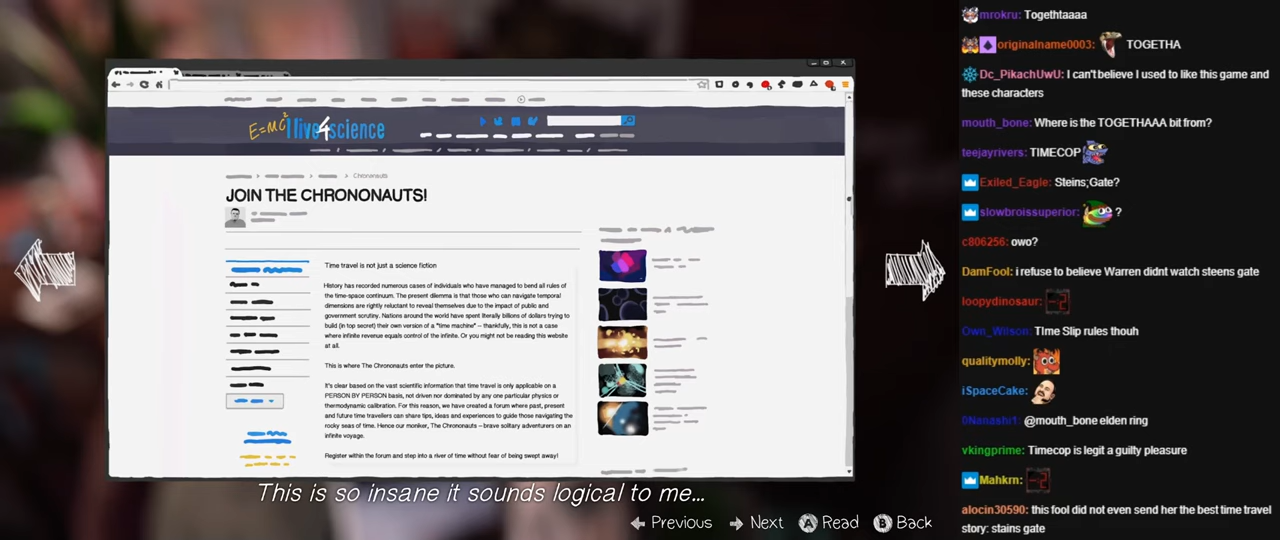 E=mc² I live 4 science
Chrononauts
JOIN THE CHRONONAUTS!
Time travel is not just a science fiction
History has recorded numerous cases of individuals who have managed to bend all rules of
the time-space continuum. The present dilemma is that those who can navigate temporal
dimensions are rightly reluctant to reveal themselves due to the impact of public and
government scrutiny. Nations around the world have spent literally billions of dollars trying to
build (in top secret) their own version of a "time machine" – thankfully, this is not a case
where infinite revenue equals control of the infinite. Or you might not be reading this website
at all.
This is where The Chrononauts enter the picture.
It's clear based on the vast scientific information that time travel is only applicable on a
PERSON BY PERSON basis, not driven nor dominated by any one particular physics or
thermodynamic calibration. For this reason, we have created a forum where past, present
and future time travellers can share tips, ideas and experiences to guide those navigating the
rocky seas of time. Hence our moniker, The Chrononauts – brave solitary adventurers on an
infinite voyage.
Register within the forum and step into a river of time without fear of being swept away!
This is so insane it sounds logical to me...
Previous Next A Read B Back
mrokru: Togethtaaaa
originalname0003: TOGETHA
Dc_PikachUwU: I can't believe I used to like this game and
these characters
mouth_bone: Where is the TOGETHAAA bit from?
teejayrivers: TIMECOP
Exiled_Eagle: Steins;Gate?
slowbroissuperior: ?
c806256: owo?
DamFool: i refuse to believe Warren didnt watch steens gate
loopydinosaur: -2
Own_Wilson: TIme Slip rules thouh
qualitymolly:
iSpaceCake:
0Nanashi1: @mouth_bone elden ring
vkingprime: Timecop is legit a guilty pleasure
Mahkrn: -2
alocin30590: this fool did not even send her the best time travel
story: stains gate